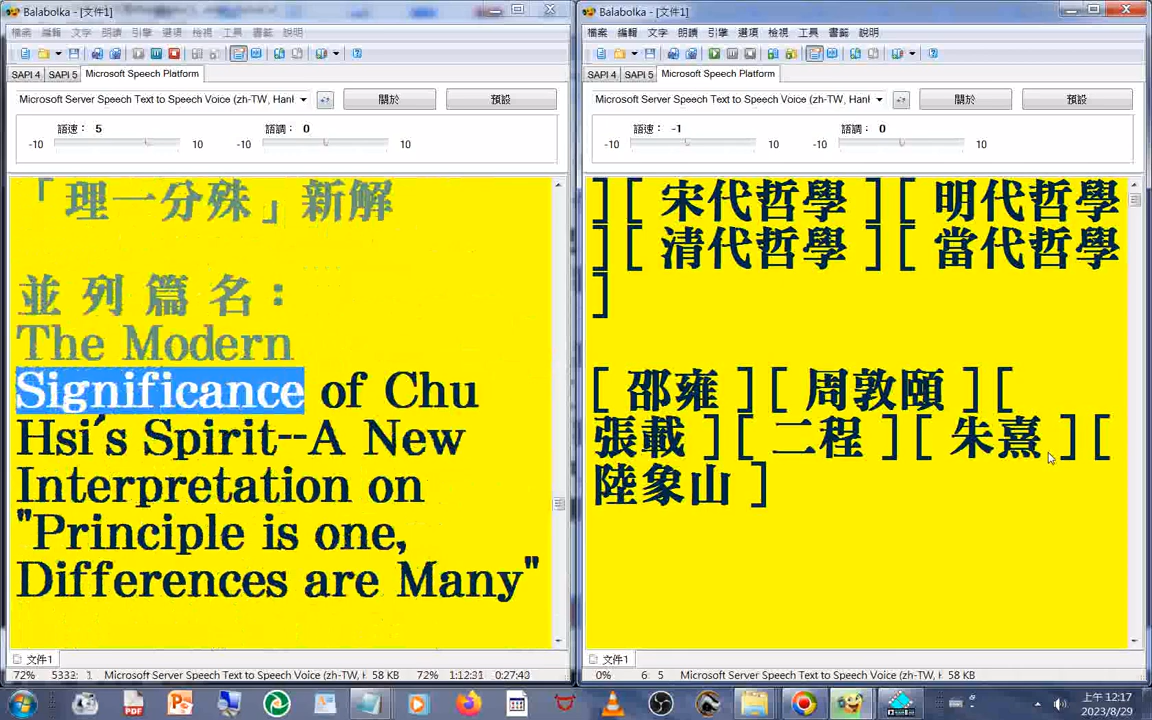 Balabolka - [文件1]
檔案 編輯 文字 朗讀 引擎 選項 檢視 工具 書籤 說明
SAPI 4 SAPI 5 Microsoft Speech Platform
Microsoft Server Speech Text to Speech Voice (zh-TW, Hanl
關於
預設
語速： 5
語調： 0
-10 10 -10 10
「理一分殊」新解
並 列 篇 名：
The Modern
Significance of Chu
Hsi's Spirit--A New
Interpretation on
"Principle is one,
Differences are Many"
文件1
72% 5333: 1 Microsoft Server Speech Text to Speech Voice (zh-TW, H 58 KB 72% 1:12:31 0:27:43
Balabolka - [文件1]
檔案 編輯 文字 朗讀 引擎 選項 檢視 工具 書籤 說明
SAPI 4 SAPI 5 Microsoft Speech Platform
Microsoft Server Speech Text to Speech Voice (zh-TW, Hanl
關於
預設
語速： -1
語調： 0
-10 10 -10 10
][ 宋代哲學 ][ 明代哲學
][ 清代哲學 ][ 當代哲學
]
[ 邵雍 ][ 周敦頤 ][
張載 ][ 二程 ][ 朱熹 ][
陸象山 ]
文件1
0% 6: 5 Microsoft Server Speech Text to Speech Voice (zh-TW, H 58 KB
PDF
上午 12:17
2023/8/29